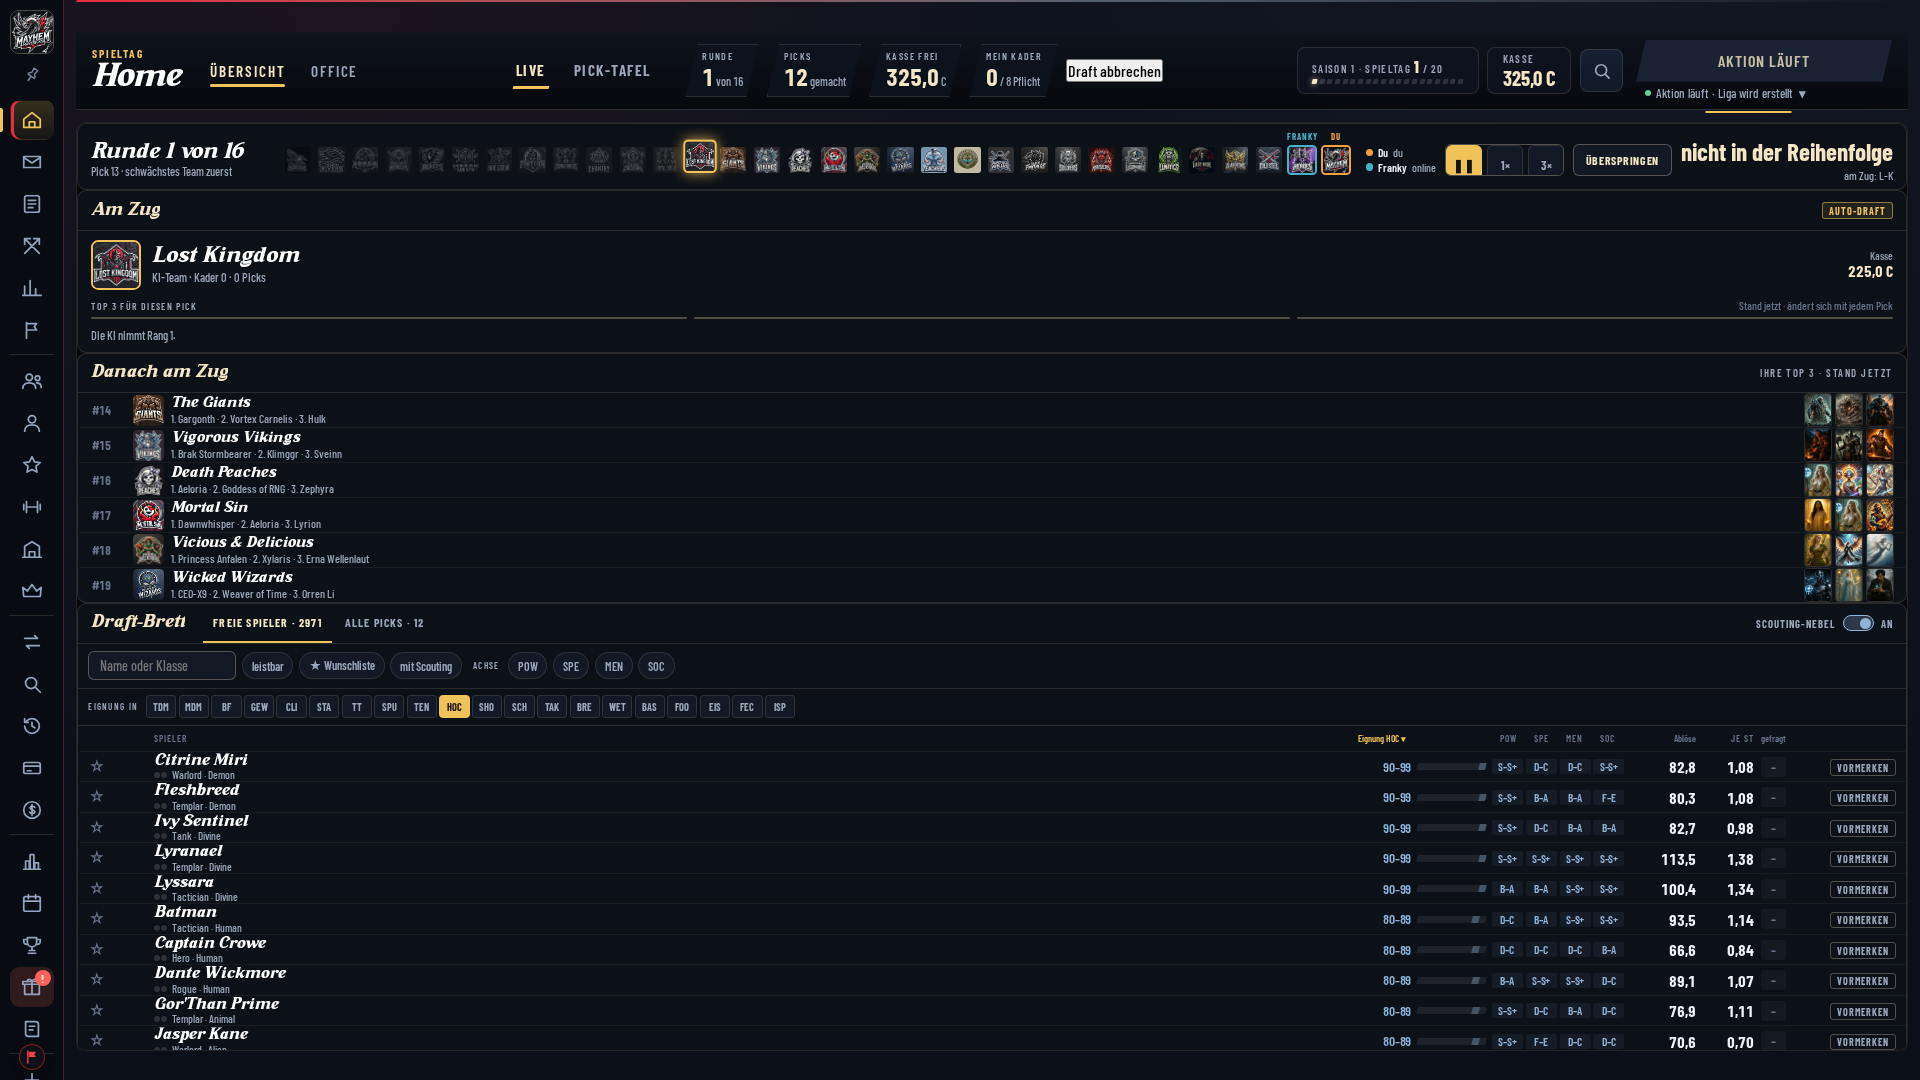 SPIELTAG
Home
ÜBERSICHT
OFFICE
LIVE
PICK-TAFEL
RUNDE
1 von 16
PICKS
12 gemacht
KASSE FREI
325,0 C
MEIN KADER
0 / 8 Pflicht
Draft abbrechen
SAISON 1 · SPIELTAG 1 / 20
KASSE
325,0 C
AKTION LÄUFT
Aktion läuft · Liga wird erstellt ▼
Runde 1 von 16
Pick 13 · schwächstes Team zuerst
FRANKY
DU
Du du
Franky online
1×
3×
ÜBERSPRINGEN
nicht in der Reihenfolge
am Zug: L-K
Am Zug
AUTO-DRAFT
Lost Kingdom
KI-Team · Kader 0 · 0 Picks
Kasse
225,0 C
TOP 3 FÜR DIESEN PICK
Stand jetzt · ändert sich mit jedem Pick
Die KI nimmt Rang 1.
Danach am Zug
IHRE TOP 3 · STAND JETZT
#14 The Giants
1. Gargonth · 2. Vortex Carnelis · 3. Hulk
#15 Vigorous Vikings
1. Brak Stormbearer · 2. Klimggr · 3. Sveinn
#16 Death Peaches
1. Aeloria · 2. Goddess of RNG · 3. Zephyra
#17 Mortal Sin
1. Dawnwhisper · 2. Aeloria · 3. Lyrion
#18 Vicious & Delicious
1. Princess Anfalen · 2. Xylaris · 3. Erna Wellenlaut
#19 Wicked Wizards
1. CEO-X9 · 2. Weaver of Time · 3. Orren Li
Draft-Brett
FREIE SPIELER · 2971
ALLE PICKS · 12
SCOUTING-NEBEL AN
Name oder Klasse
leistbar
★ Wunschliste
mit Scouting
ACHSE
POW
SPE
MEN
SOC
EIGNUNG IN TDM MDM BF GEW CLI STA TT SPU TEN HOC SHO SCH TAK BRE WET BAS FOO EIS FEC ISP
SPIELER Eignung HOC ▾ POW SPE MEN SOC Ablöse JE ST gefragt
Citrine Miri
Warlord · Demon
90-99 S-S+ D-C D-C S-S+ 82,8 1,08 - VORMERKEN
Fleshbreed
Templar · Demon
90-99 S-S+ B-A B-A F-E 80,3 1,08 - VORMERKEN
Ivy Sentinel
Tank · Divine
90-99 S-S+ D-C B-A B-A 82,7 0,98 - VORMERKEN
Lyranael
Templar · Divine
90-99 S-S+ S-S+ S-S+ S-S+ 113,5 1,38 - VORMERKEN
Lyssara
Tactician · Divine
90-99 B-A B-A S-S+ S-S+ 100,4 1,34 - VORMERKEN
Batman
Tactician · Human
80-89 D-C B-A S-S+ S-S+ 93,5 1,14 - VORMERKEN
Captain Crowe
Hero · Human
80-89 D-C D-C D-C B-A 66,6 0,84 - VORMERKEN
Dante Wickmore
Rogue · Human
80-89 B-A S-S+ S-S+ D-C 89,1 1,07 - VORMERKEN
Gor'Than Prime
Templar · Animal
80-89 S-S+ D-C B-A D-C 76,9 1,11 - VORMERKEN
Jasper Kane
Warlord · Alien
80-89 S-S+ F-E D-C D-C 70,6 0,70 - VORMERKEN